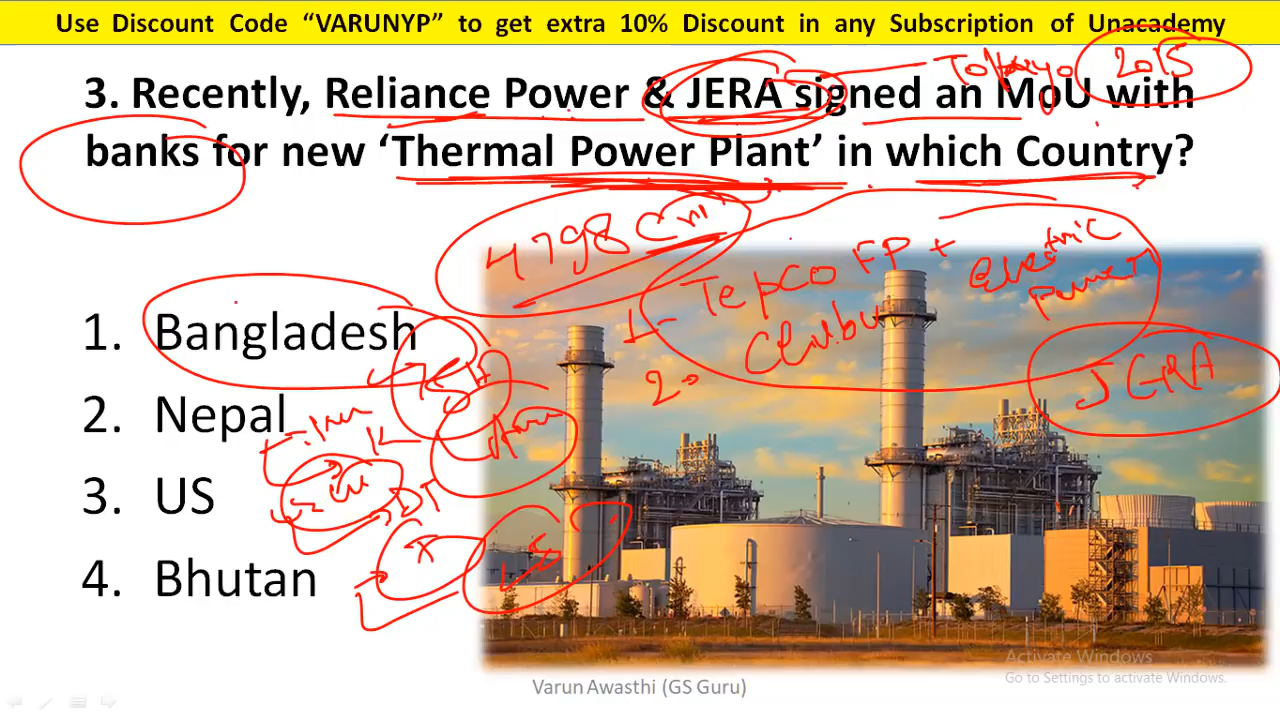 Use Discount Code “VARUNYP” to get extra 10% Discount in any Subscription of Unacademy
3. Recently, Reliance Power & JERA signed an MoU with
banks for new ‘Thermal Power Plant’ in which Country?
2015
4798
1- Tepco FP + Electric Power
2. Chubu
JERA
1. Bangladesh
2. Nepal
3. US
4. Bhutan
Varun Awasthi (GS Guru)
Activate Windows
Go to Settings to activate Windows.